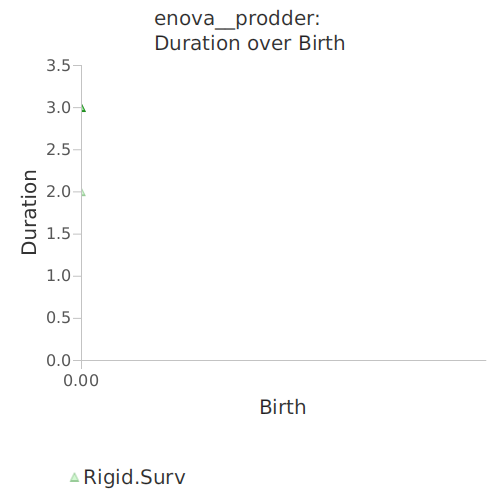 enova__prodder:
Duration over Birth
3.5
3.0
2.5
2.0
1.5
1.0
0.5
0.0
Duration
0.00
Birth
Rigid.Surv